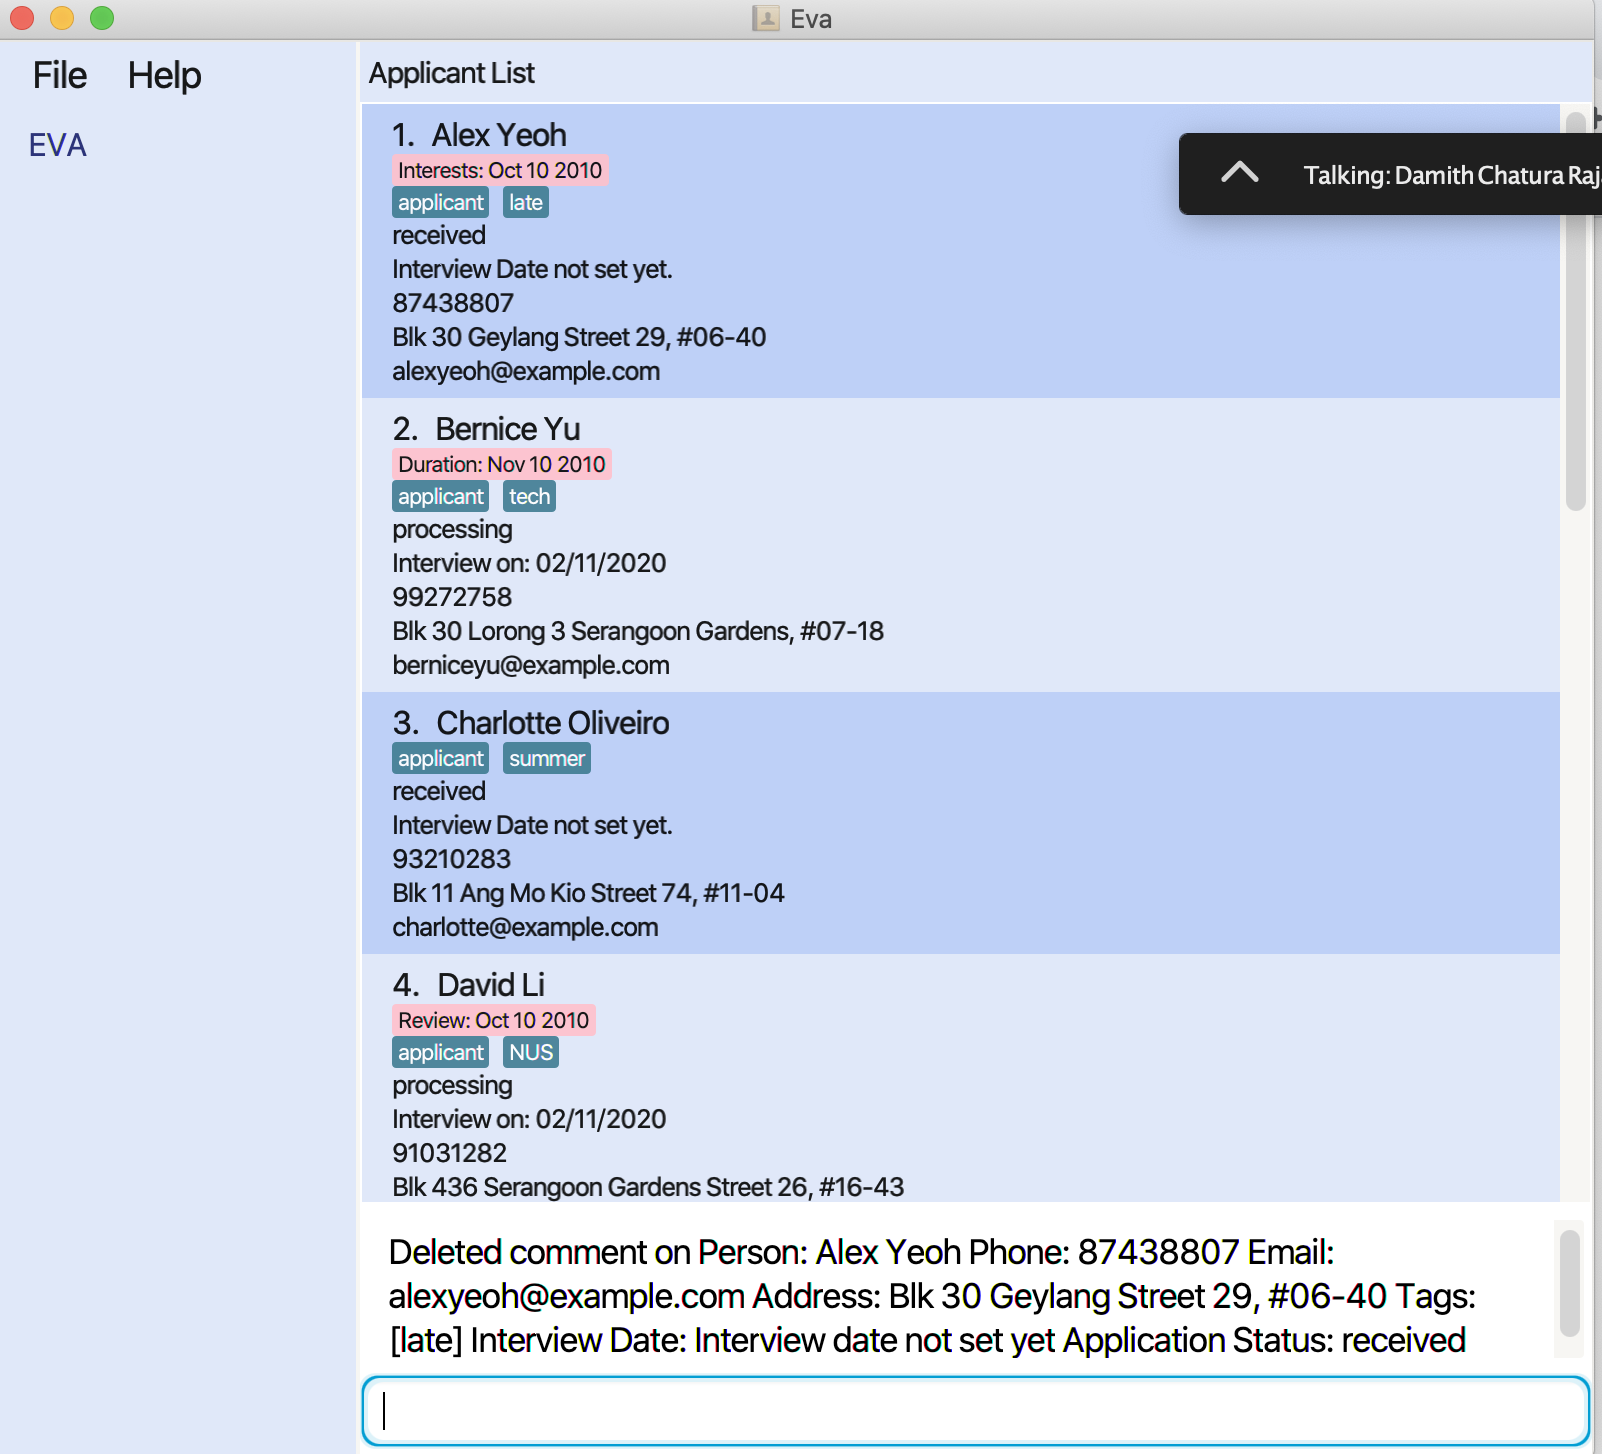 Eva
File Help
EVA
Applicant List
1. Alex Yeoh
Interests: Oct 10 2010
applicant late
received
Interview Date not set yet.
87438807
Blk 30 Geylang Street 29, #06-40
alexyeoh@example.com
Talking: Damith Chatura
2. Bernice Yu
Duration: Nov 10 2010
applicant tech
processing
Interview on: 02/11/2020
99272758
Blk 30 Lorong 3 Serangoon Gardens, #07-18
berniceyu@example.com
3. Charlotte Oliveiro
applicant summer
received
Interview Date not set yet.
93210283
Blk 11 Ang Mo Kio Street 74, #11-04
charlotte@example.com
4. David Li
Review: Oct 10 2010
applicant NUS
processing
Interview on: 02/11/2020
91031282
Blk 436 Serangoon Gardens Street 26, #16-43
Deleted comment on Person: Alex Yeoh Phone: 87438807 Email:
alexyeoh@example.com Address: Blk 30 Geylang Street 29, #06-40 Tags:
[late] Interview Date: Interview date not set yet Application Status: received